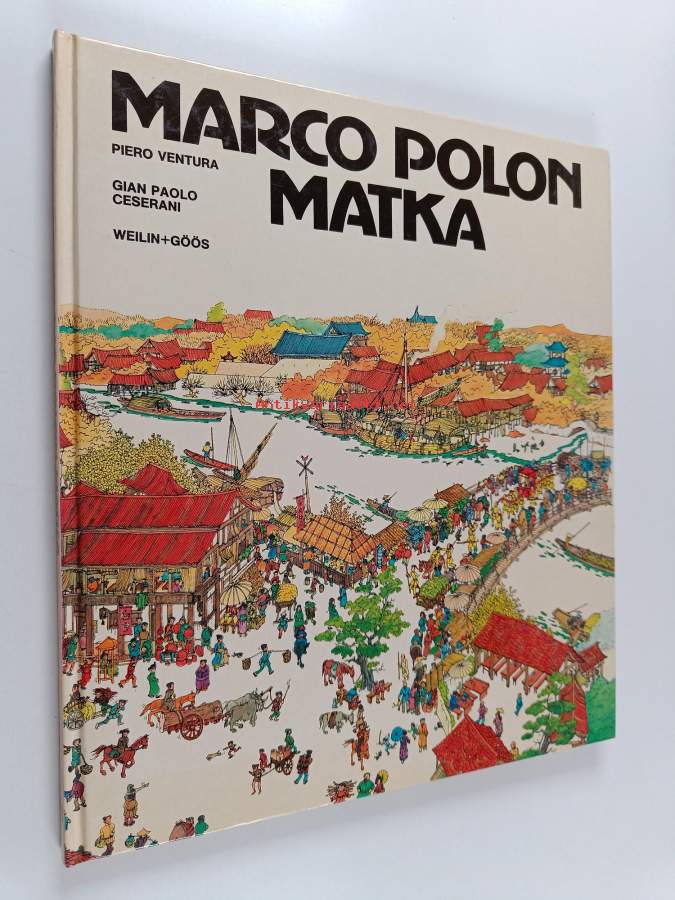 MARCO POLON
MATKA
PIERO VENTURA
GIAN PAOLO
CESERANI
WEILIN+GÖÖS